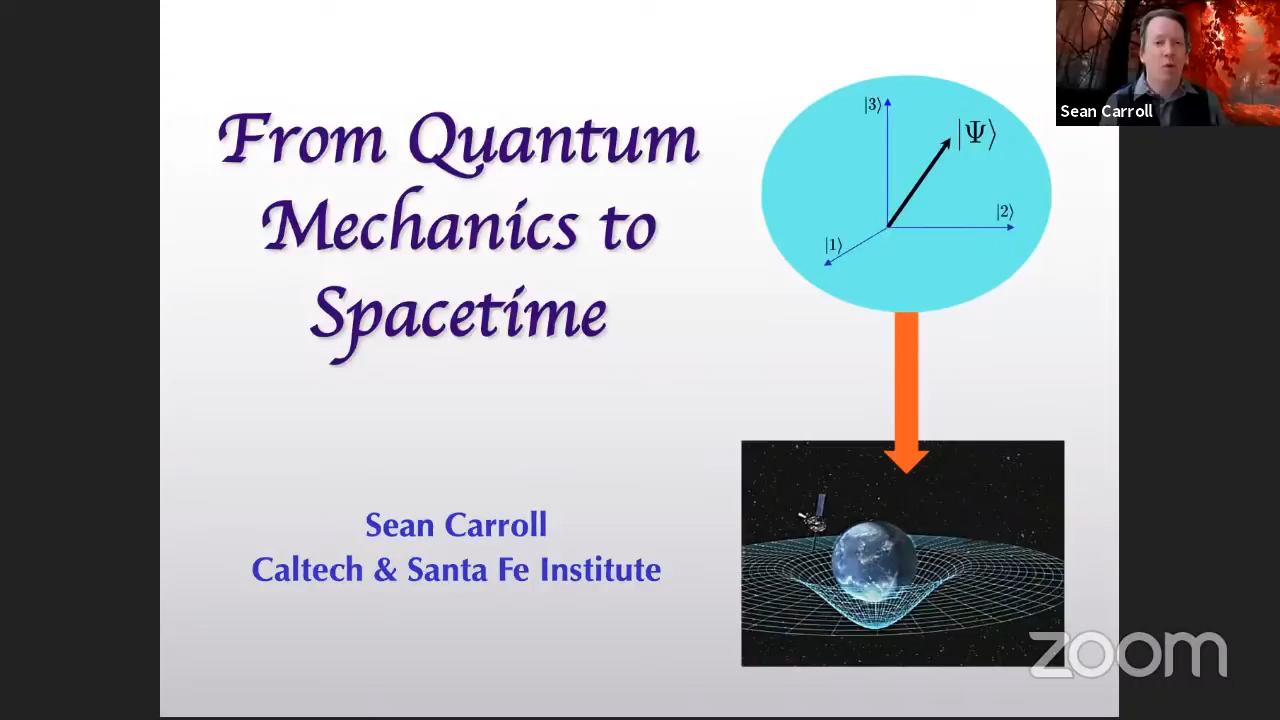 From Quantum
Mechanics to
Spacetime
Sean Carroll
Caltech & Santa Fe Institute
|3⟩
|Ψ⟩
|2⟩
|1⟩
Sean Carroll
zoom